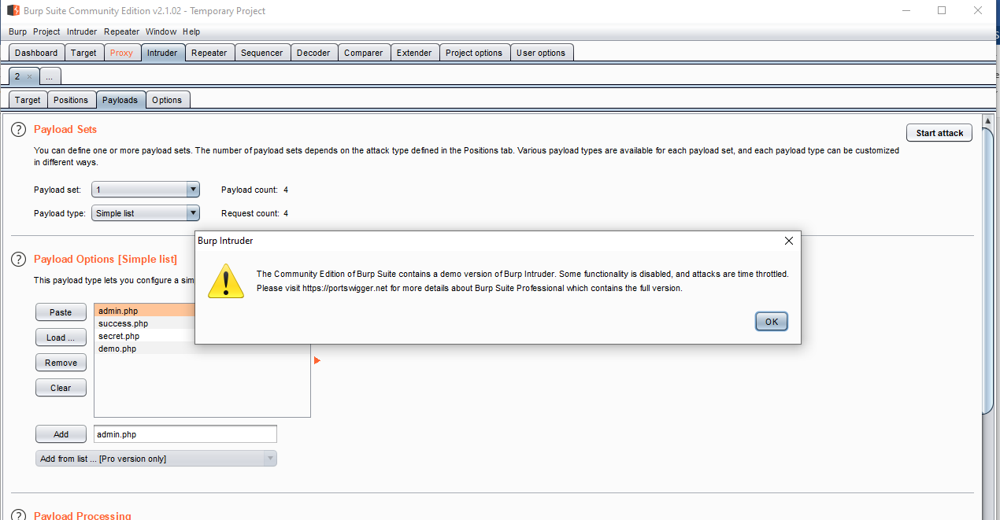 Burp Suite Community Edition v2.1.02 - Temporary Project
Burp Project Intruder Repeater Window Help
Dashboard Target Proxy Intruder Repeater Sequencer Decoder Comparer Extender Project options User options
2 × ...
Target Positions Payloads Options
? Payload Sets
Start attack
You can define one or more payload sets. The number of payload sets depends on the attack type defined in the Positions tab. Various payload types are available for each payload set, and each payload type can be customized
in different ways.
Payload set: 1 Payload count: 4
Payload type: Simple list Request count: 4
Burp Intruder
The Community Edition of Burp Suite contains a demo version of Burp Intruder. Some functionality is disabled, and attacks are time throttled.
Please visit https://portswigger.net for more details about Burp Suite Professional which contains the full version.
OK
? Payload Options [Simple list]
This payload type lets you configure a sim
Paste admin.php
success.php
Load ... secret.php
demo.php
Remove
Clear
Add admin.php
Add from list ... [Pro version only]
? Payload Processing